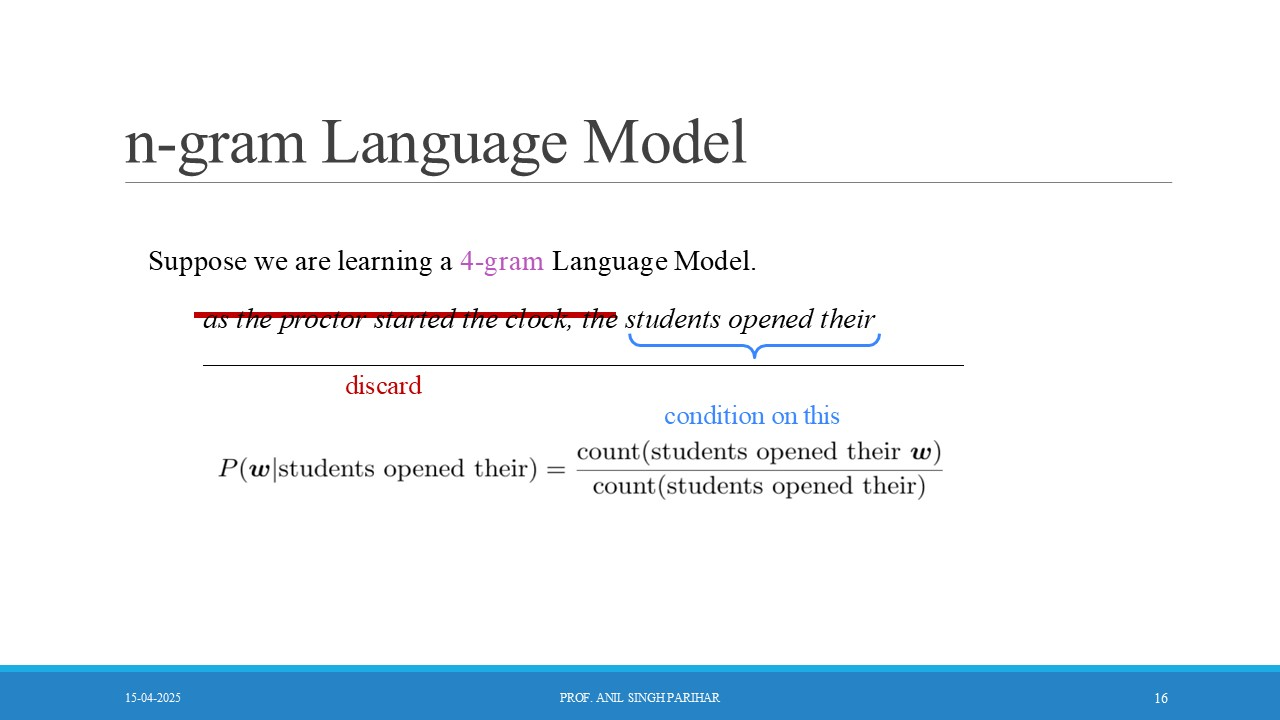 n-gram Language Model
Suppose we are learning a 4-gram Language Model.
as the proctor started the clock, the students opened their
discard
condition on this
P(w|students opened their) = count(students opened their w) / count(students opened their)
15-04-2025 PROF. ANIL SINGH PARIHAR 16